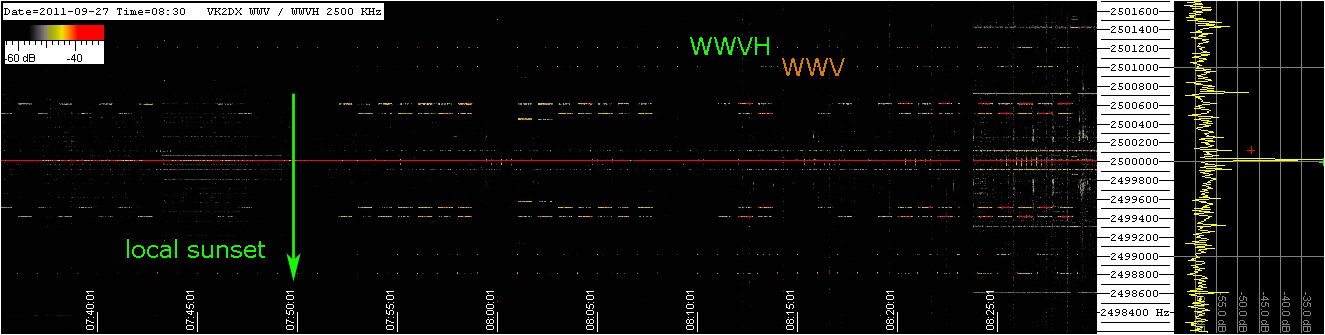 Date=2011-09-27 Time=08:30 VK2DX WWV / WWVH 2500 KHz
-60 dB -40
WWVH
WWV
local sunset
07:40:01
07:45:01
07:50:01
07:55:01
08:00:01
08:05:01
08:10:01
08:15:01
08:20:01
08:25:01
2501600
2501400
2501200
2501000
2500800
2500600
2500400
2500200
2500000
2499800
2499600
2499400
2499200
2499000
2498800
2498600
2498400 Hz
-55.0 dB
-50.0 dB
-45.0 dB
-40.0 dB
-35.0 dB